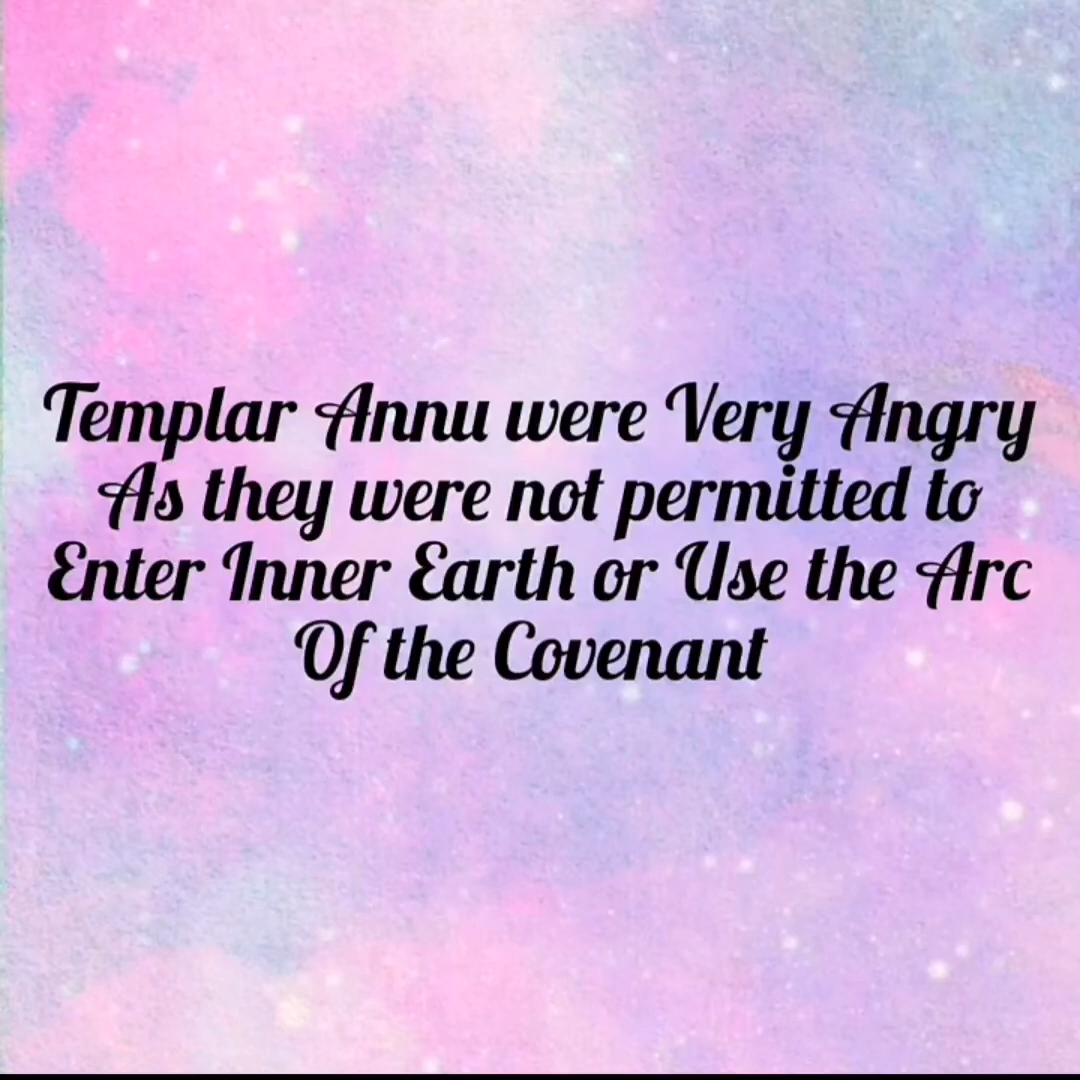 Templar Annu were Very Angry
As they were not permitted to
Enter Inner Earth or Use the Arc
Of the Covenant